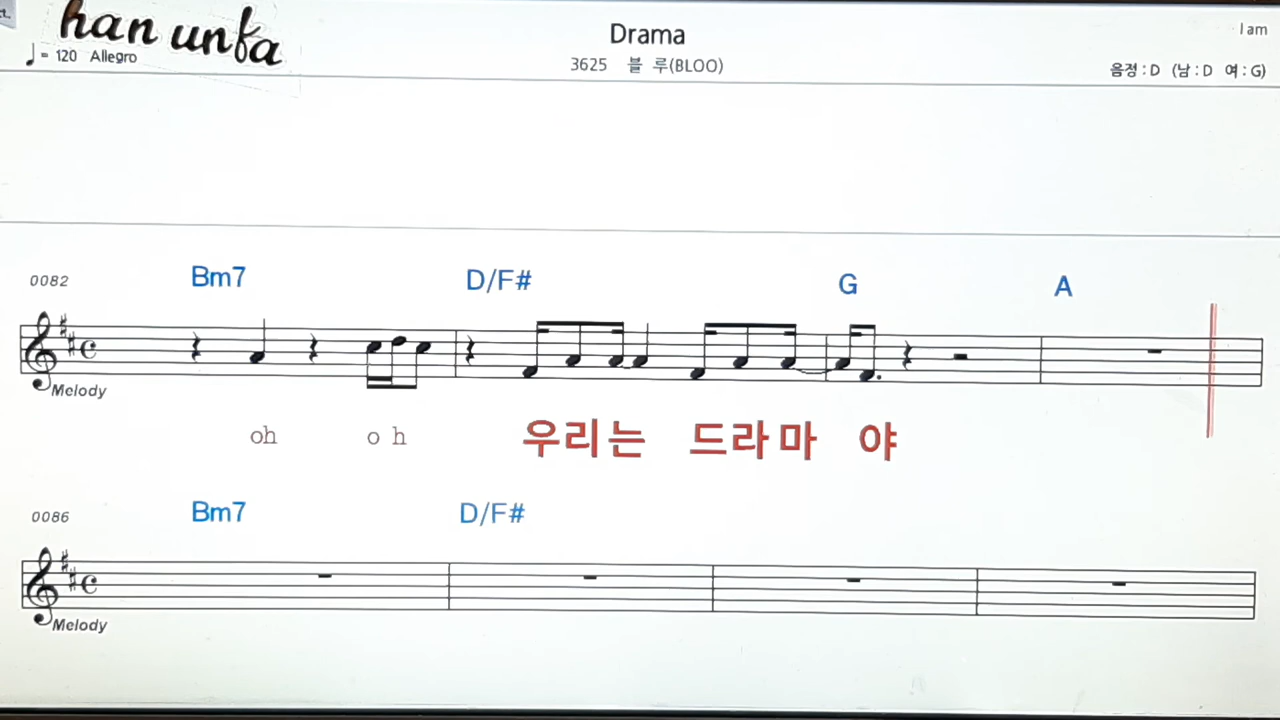 han unfa
Drama
I am
♩= 120 Allegro
3625 블 루(BLOO)
음정 : D (남 : D 여 : G)
0082 Bm7 D/F# G A
Melody
oh o h 우리는 드라마 야
0086 Bm7 D/F#
Melody